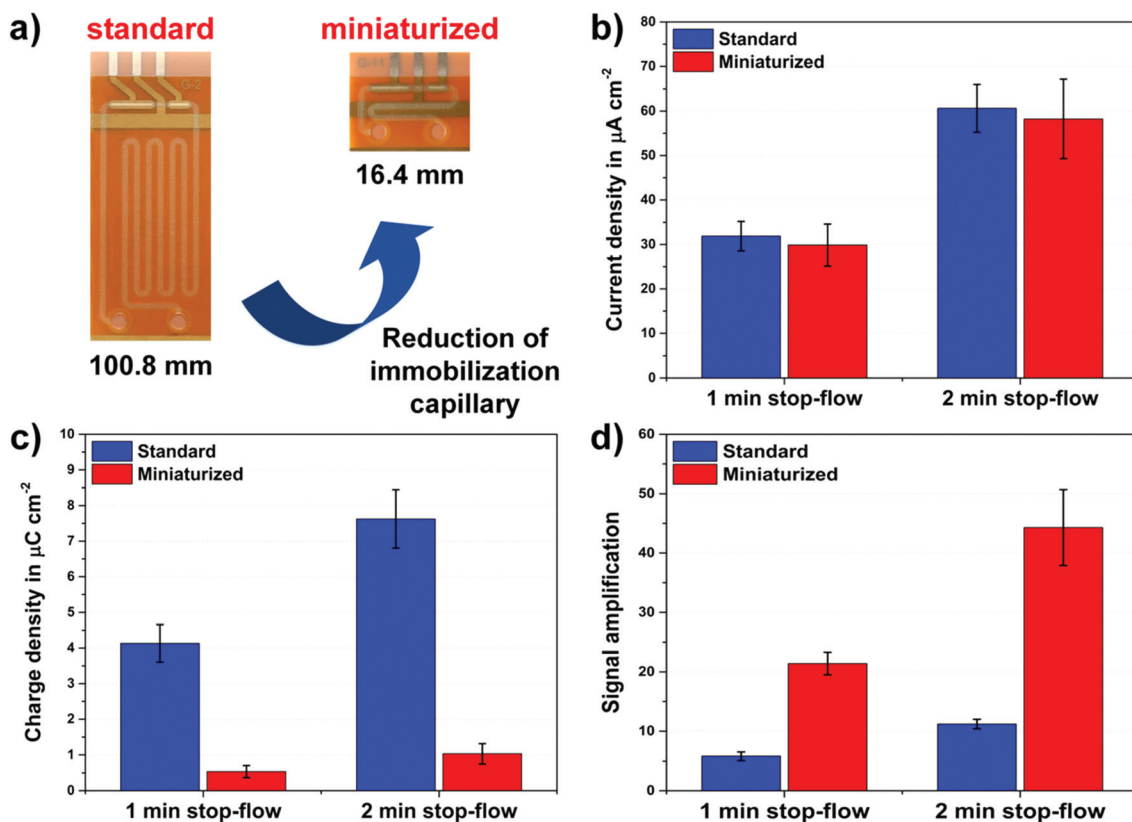 a)
standard
miniaturized
G-2
G-11
100.8 mm
16.4 mm
Reduction of
immobilization
capillary
b)
Standard
Miniaturized
Current density in μA cm-2
80
70
60
50
40
30
20
10
0
1 min stop-flow
2 min stop-flow
c)
Standard
Miniaturized
Charge density in μC cm-2
10
9
8
7
6
5
4
3
2
1
0
1 min stop-flow
2 min stop-flow
d)
Standard
Miniaturized
Signal amplification
60
50
40
30
20
10
0
1 min stop-flow
2 min stop-flow